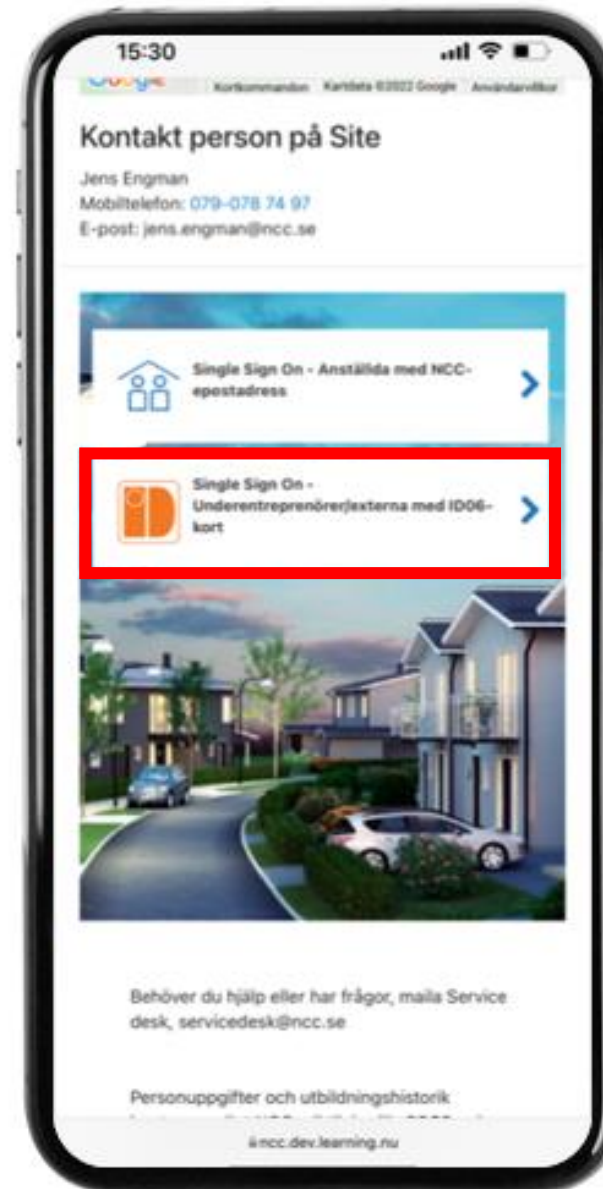 15:30
Google Kortkommandon Kartdata ©2022 Google Användarvillkor
Kontakt person på Site
Jens Engman
Mobiltelefon: 079-078 74 97
E-post: jens.engman@ncc.se
Single Sign On - Anställda med NCC-
epostadress
Single Sign On -
Underentreprenörer/externa med ID06-
kort
Behöver du hjälp eller har frågor, maila Service
desk, servicedesk@ncc.se
Personuppgifter och utbildningshistorik
ncc.dev.learning.nu